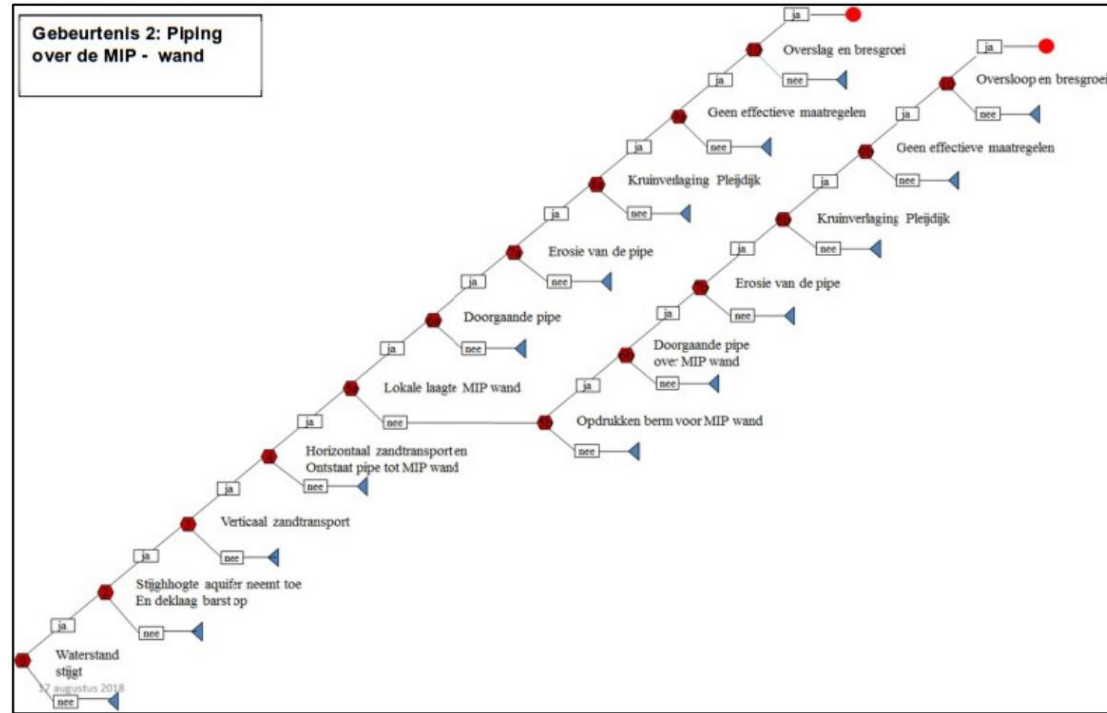 Gebeurtenis 2: Piping
over de MIP - wand
ja
ja
Overslag en bresgroei
Oversloop en bresgroei
ja
nee
ja
nee
Geen effectieve maatregelen
Geen effectieve maatregelen
ja
nee
ja
nee
Kruinverlaging Pleijdijk
Kruinverlaging Pleijdijk
ja
nee
ja
nee
Erosie van de pipe
Erosie van de pipe
ja
nee
ja
nee
Doorgaande pipe
Doorgaande pipe
over MIP wand
ja
nee
ja
nee
Lokale laagte MIP wand
nee
Opdrukken berm voor MIP wand
nee
ja
Horizontaal zandtransport en
Ontstaat pipe tot MIP wand
nee
ja
Verticaal zandtransport
nee
ja
Stijghhogte aquifer neemt toe
En deklaag barst op
nee
ja
Waterstand
stijgt
17 augustus 2018
nee